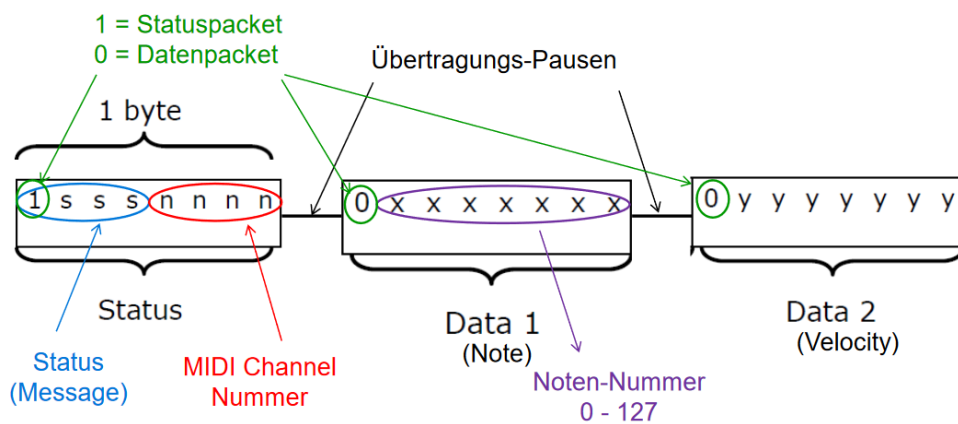 1 = Statuspacket
0 = Datenpacket
Übertragungs-Pausen
1 byte
1 s s s n n n n
0 x x x x x x x
0 y y y y y y y
Status
Data 1
(Note)
Data 2
(Velocity)
Status
(Message)
MIDI Channel
Nummer
Noten-Nummer
0 - 127